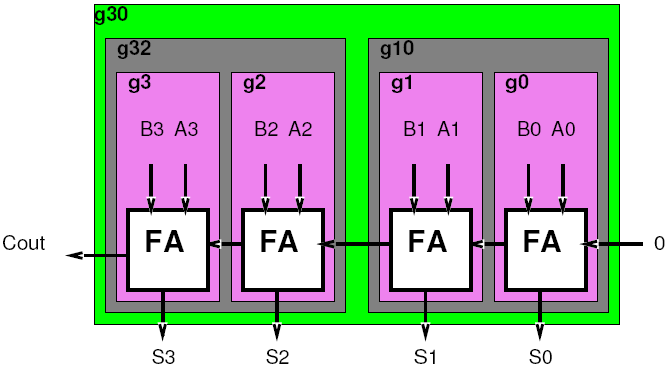 g30
g32 g10
g3 g2 g1 g0
B3 A3 B2 A2 B1 A1 B0 A0
FA FA FA FA
Cout 0
S3 S2 S1 S0